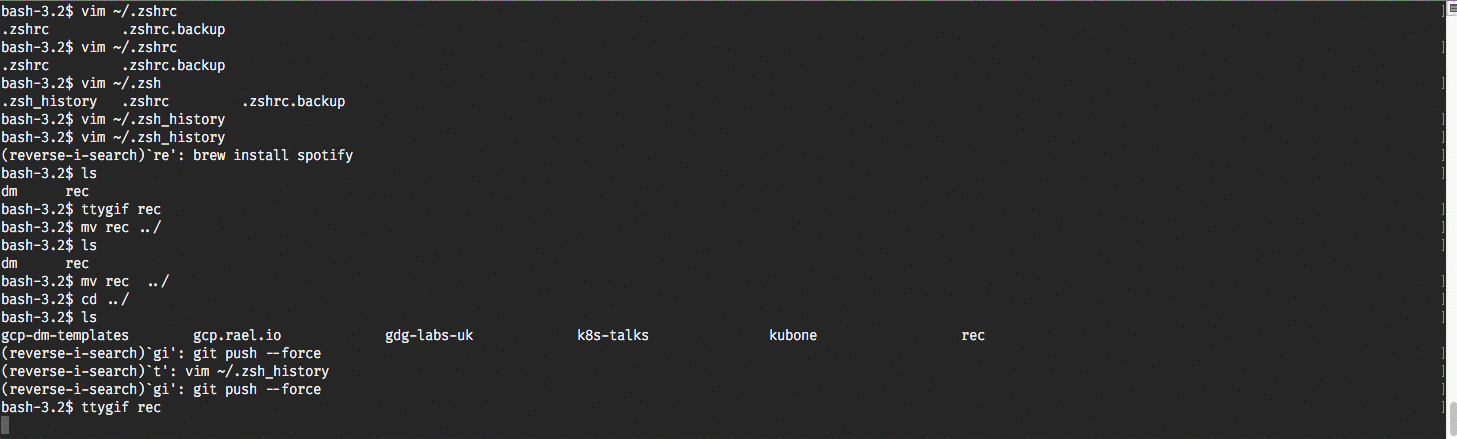 bash-3.2$ vim ~/.zshrc
.zshrc         .zshrc.backup
bash-3.2$ vim ~/.zshrc
.zshrc         .zshrc.backup
bash-3.2$ vim ~/.zsh
.zsh_history   .zshrc         .zshrc.backup
bash-3.2$ vim ~/.zsh_history
bash-3.2$ vim ~/.zsh_history
(reverse-i-search)`re': brew install spotify
bash-3.2$ ls
dm      rec
bash-3.2$ ttygif rec
bash-3.2$ mv rec ../
bash-3.2$ ls
dm      rec
bash-3.2$ mv rec  ../
bash-3.2$ cd ../
bash-3.2$ ls
gcp-dm-templates        gcp.rael.io             gdg-labs-uk             k8s-talks               kubone                  rec
(reverse-i-search)`gi': git push --force
(reverse-i-search)`t': vim ~/.zsh_history
(reverse-i-search)`gi': git push --force
bash-3.2$ ttygif rec